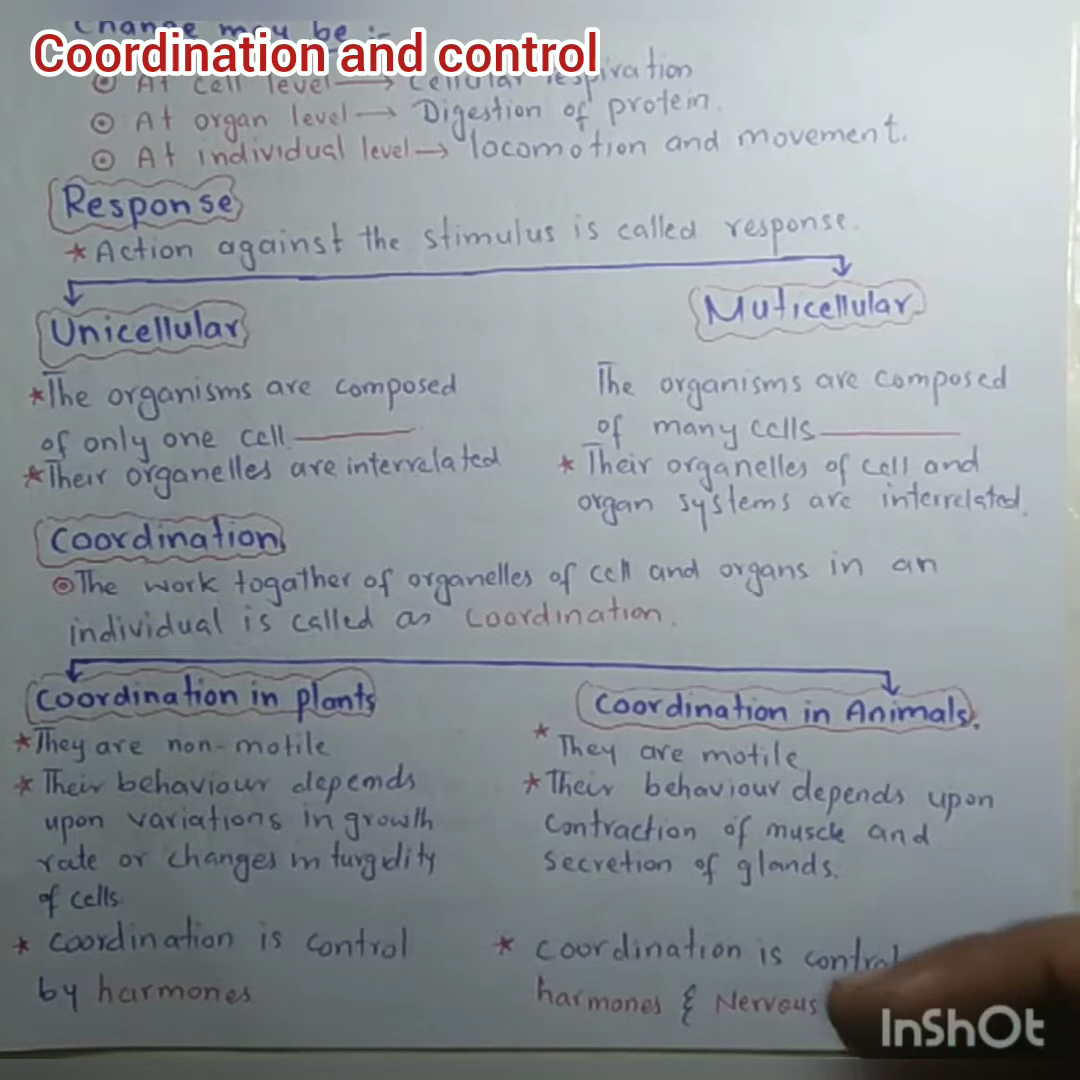 Change may be :-
Coordination and control
⊙ At cell level → Cellular respiration
⊙ At organ level → Digestion of protein.
⊙ At individual level → locomotion and movement.
Response
* Action against the stimulus is called response.
Unicellular
Muticellular
* The organisms are composed
of only one cell
* Their organelles are interrelated
The organisms are composed
of many cells
* Their organelles of cell and
organ systems are interrelated.
Coordination
⊙ The work togather of organelles of cell and organs in an
individual is called as Coordination.
Coordination in plants
* They are non-motile
* Their behaviour depends
upon variations in growth
rate or changes in turgidity
of cells.
* Coordination is control
by harmones
Coordination in Animals.
* They are motile
* Their behaviour depends upon
Contraction of muscle and
Secretion of glands.
* Coordination is control
harmones & Nervous
InShOt